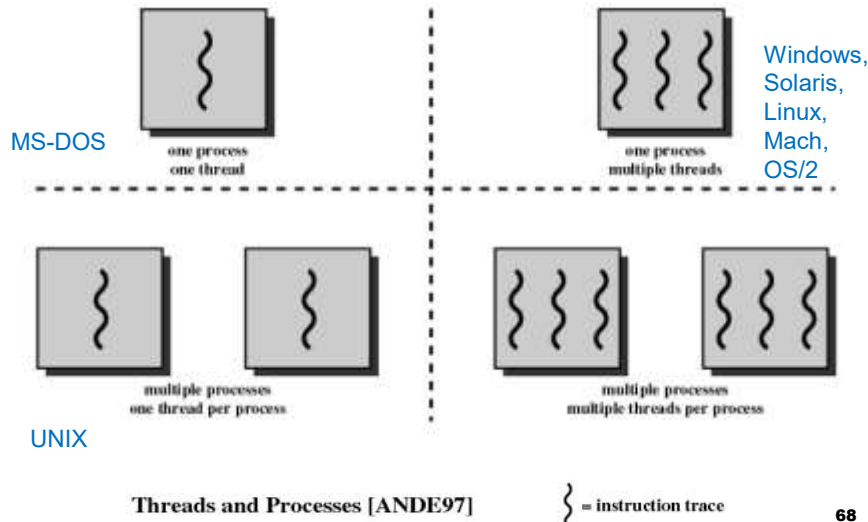 MS-DOS
one process
one thread
one process
multiple threads
Windows,
Solaris,
Linux,
Mach,
OS/2
multiple processes
one thread per process
multiple processes
multiple threads per process
UNIX
Threads and Processes [ANDE97]
= instruction trace
68